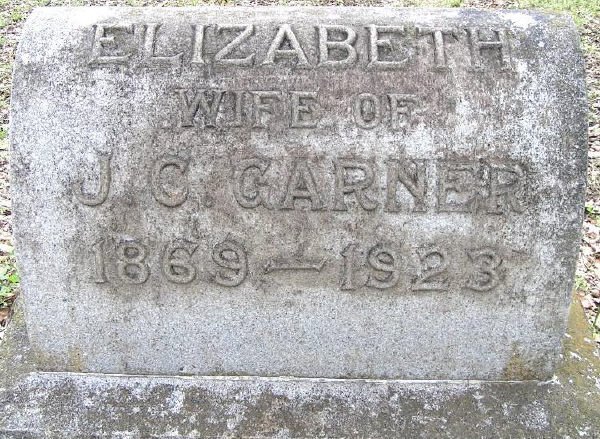 ELIZABETH
WIFE OF
J. C. GARNER
1869 — 1923